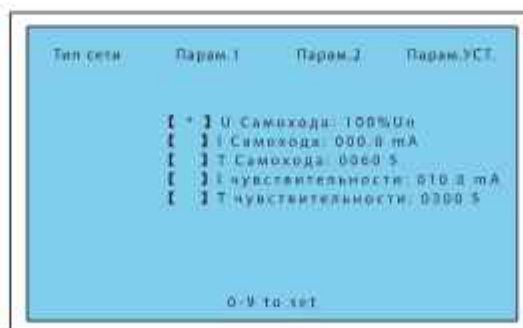 Тип сети Парам.1 Парам.2 Парам.УСТ.
[ * ] U Самохода: 100%Un
[ ] I Самохода: 000.0 mA
[ ] T Самохода: 0060 S
[ ] I чувствительности: 010.0 mA
[ ] T чувствительности: 0300 S
0-9 to set